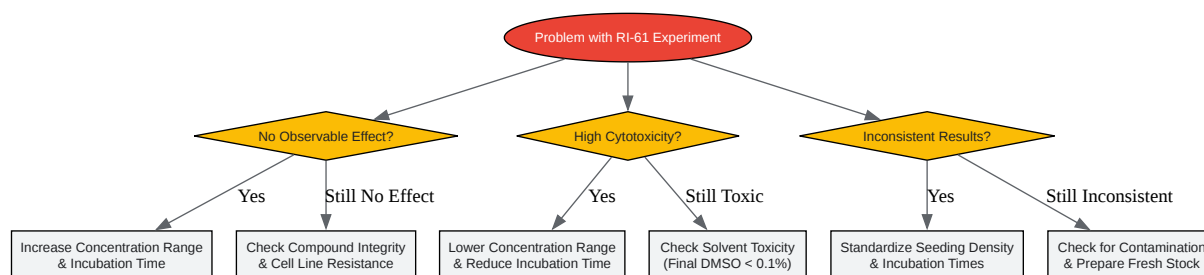 Problem with RI-61 Experiment
No Observable Effect?
High Cytotoxicity?
Inconsistent Results?
Yes
Still No Effect
Yes
Still Toxic
Yes
Still Inconsistent
Increase Concentration Range
& Incubation Time
Check Compound Integrity
& Cell Line Resistance
Lower Concentration Range
& Reduce Incubation Time
Check Solvent Toxicity
(Final DMSO < 0.1%)
Standardize Seeding Density
& Incubation Times
Check for Contamination
& Prepare Fresh Stock